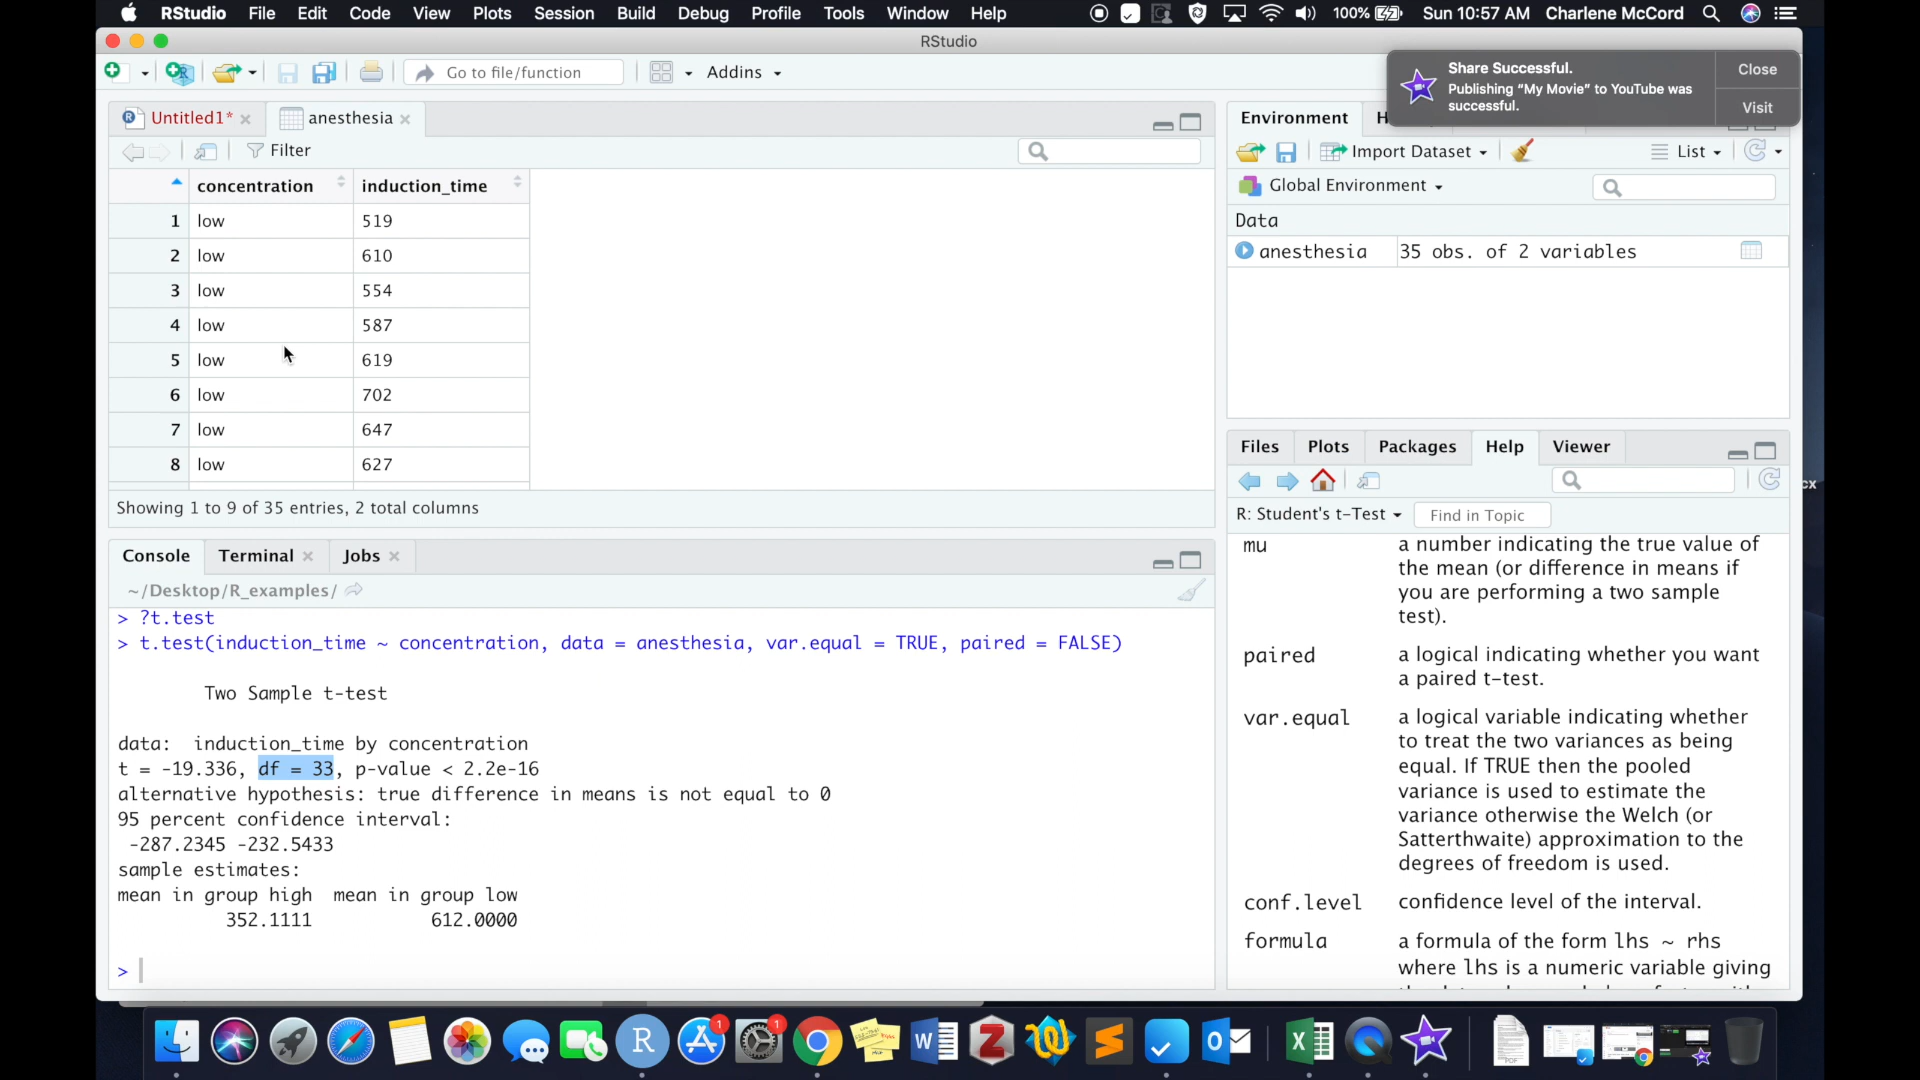 RStudio File Edit Code View Plots Session Build Debug Profile Tools Window Help 100% Sun 10:57 AM Charlene McCord
RStudio
Go to file/function Addins
Share Successful.
Publishing “My Movie” to YouTube was
successful.
Close
Visit
Untitled1* anesthesia
Filter
concentration induction_time
1 low 519
2 low 610
3 low 554
4 low 587
5 low 619
6 low 702
7 low 647
8 low 627
Showing 1 to 9 of 35 entries, 2 total columns
Console Terminal Jobs
~/Desktop/R_examples/
> ?t.test
> t.test(induction_time ~ concentration, data = anesthesia, var.equal = TRUE, paired = FALSE)
Two Sample t-test
data: induction_time by concentration
t = -19.336, df = 33, p-value < 2.2e-16
alternative hypothesis: true difference in means is not equal to 0
95 percent confidence interval:
-287.2345 -232.5433
sample estimates:
mean in group high mean in group low
352.1111 612.0000
>
Environment H
Import Dataset List
Global Environment
Data
anesthesia 35 obs. of 2 variables
Files Plots Packages Help Viewer
R: Student's t-Test Find in Topic
mu a number indicating the true value of
the mean (or difference in means if
you are performing a two sample
test).
paired a logical indicating whether you want
a paired t-test.
var.equal a logical variable indicating whether
to treat the two variances as being
equal. If TRUE then the pooled
variance is used to estimate the
variance otherwise the Welch (or
Satterthwaite) approximation to the
degrees of freedom is used.
conf.level confidence level of the interval.
formula a formula of the form lhs ~ rhs
where lhs is a numeric variable giving
cx
1 1
PDF